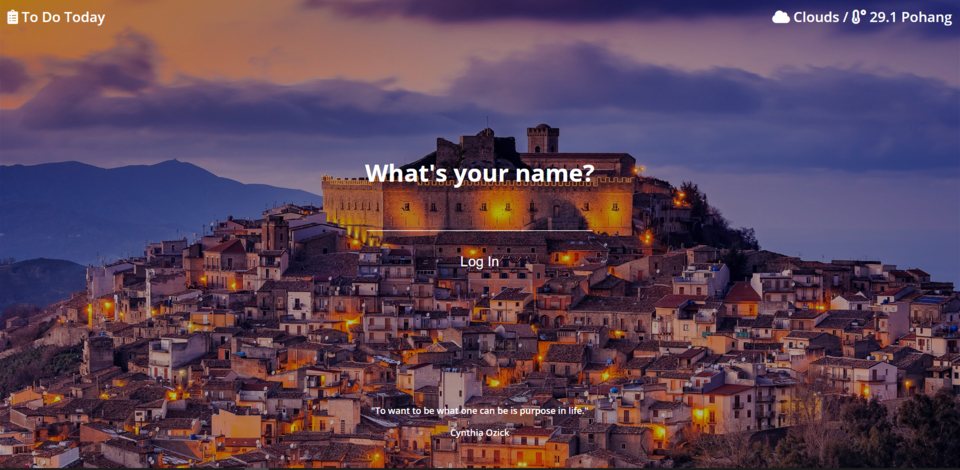 To Do Today
Clouds / 29.1 Pohang
What's your name?
Log In
"To want to be what one can be is purpose in life."
Cynthia Ozick